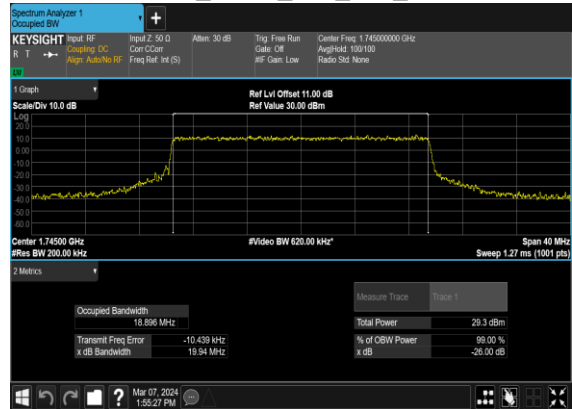 Spectrum Analyzer 1
Occupied BW
+
KEYSIGHT Input: RF Input Z: 50 Ω Atten: 30 dB Trig: Free Run Center Freq: 1.745000000 GHz
R T Coupling: DC Corr CCorr Gate: Off Avg|Hold: 100/100
Align: Auto/No RF Freq Ref: Int (S) #IF Gain: Low Radio Std: None
1 Graph
Ref Lvl Offset 11.00 dB
Scale/Div 10.0 dB Ref Value 30.00 dBm
Log
20.0
10.0
0.00
-10.0
-20.0
-30.0
-40.0
-50.0
-60.0
Center 1.74500 GHz #Video BW 620.00 kHz* Span 40 MHz
#Res BW 200.00 kHz Sweep 1.27 ms (1001 pts)
2 Metrics
Measure Trace Trace 1
Occupied Bandwidth
18.896 MHz Total Power 29.3 dBm
Transmit Freq Error -10.439 kHz % of OBW Power 99.00 %
x dB Bandwidth 19.94 MHz x dB -26.00 dB
?
Mar 07, 2024
1:55:27 PM